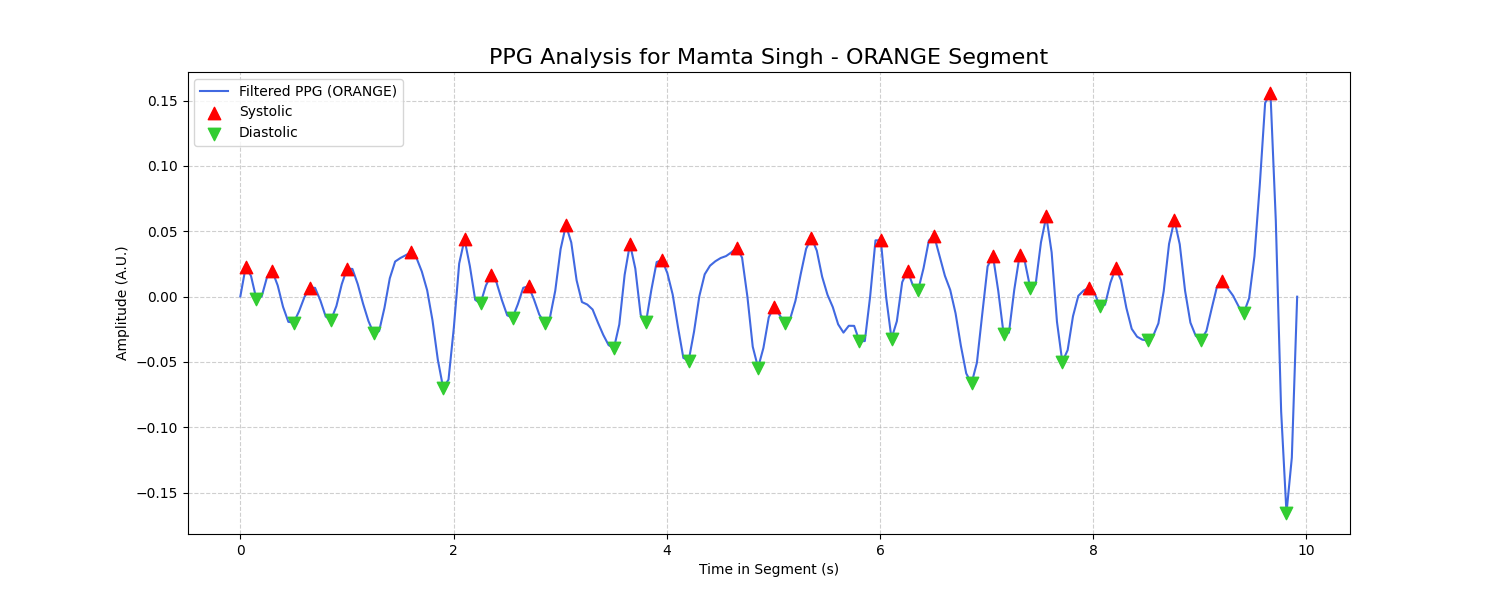 PPG Analysis for Mamta Singh - ORANGE Segment
Filtered PPG (ORANGE)
Systolic
Diastolic
Amplitude (A.U.)
0.15
0.10
0.05
0.00
−0.05
−0.10
−0.15
0 2 4 6 8 10
Time in Segment (s)